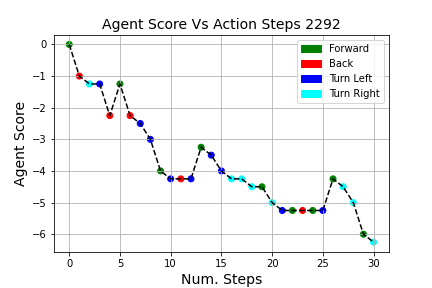 Agent Score Vs Action Steps 2292
Forward
Back
Turn Left
Turn Right
Agent Score
0
−1
−2
−3
−4
−5
−6
0 5 10 15 20 25 30
Num. Steps